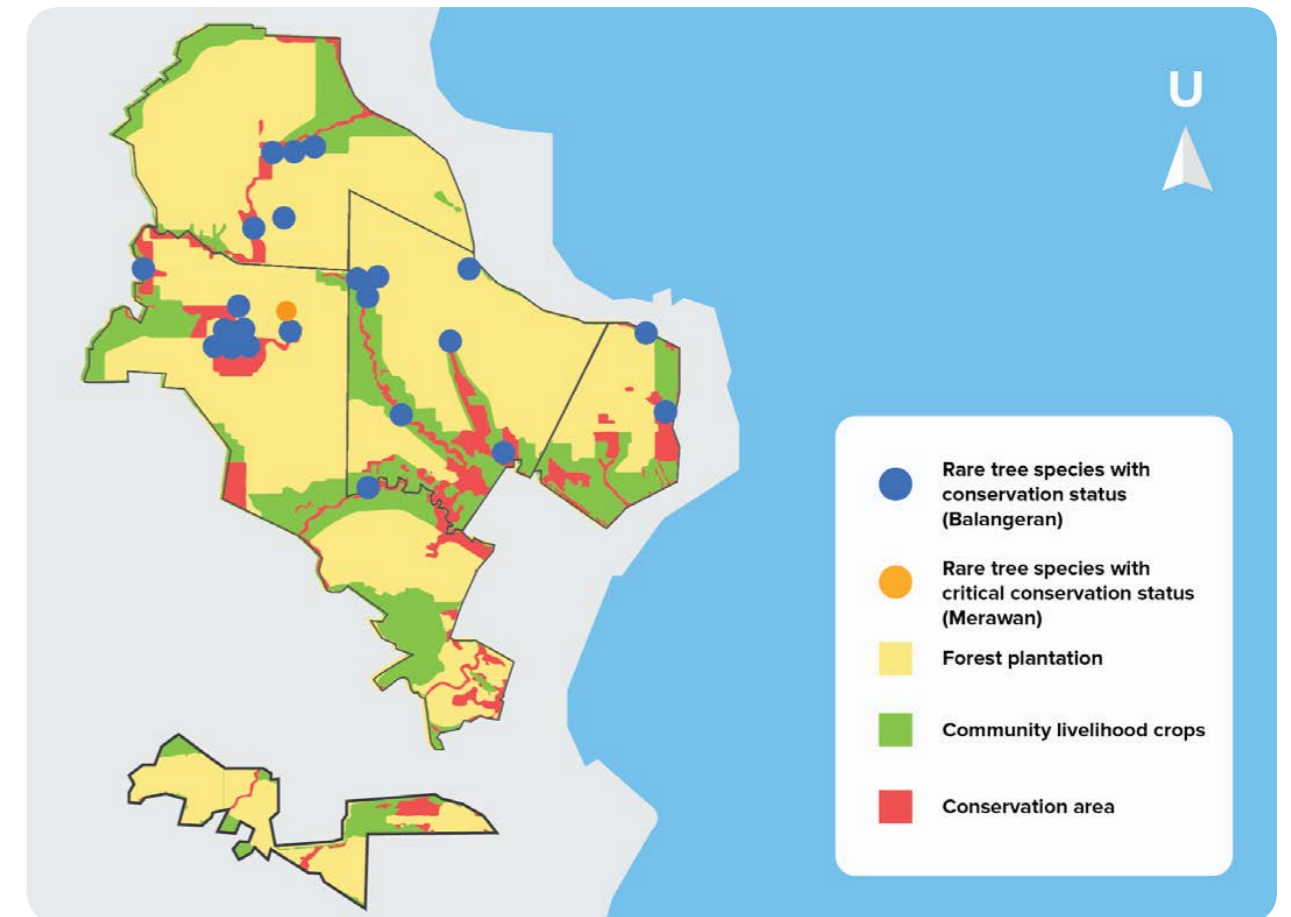 U
Rare tree species with
conservation status
(Balangeran)
Rare tree species with
critical conservation status
(Merawan)
Forest plantation
Community livelihood crops
Conservation area